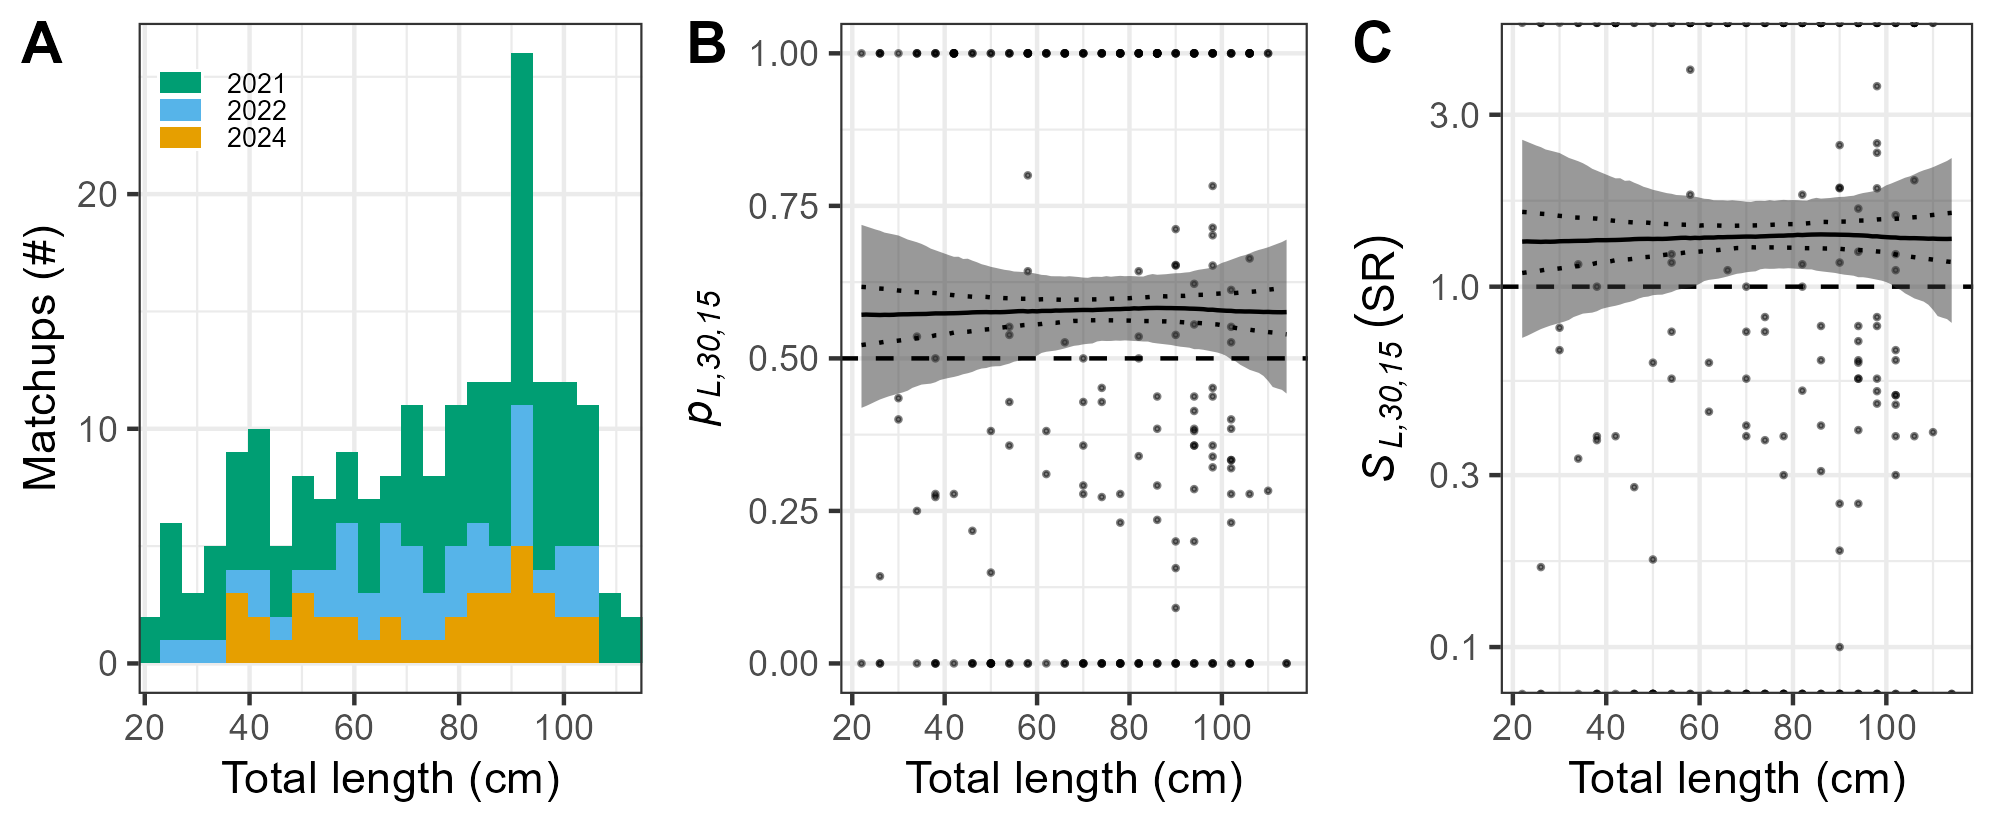 A
2021
2022
2024
20
10
0
Matchups (#)
20 40 60 80 100
Total length (cm)
B
1.00
0.75
0.50
0.25
0.00
p L,30,15
20 40 60 80 100
Total length (cm)
C
3.0
1.0
0.3
0.1
S L,30,15 (SR)
20 40 60 80 100
Total length (cm)